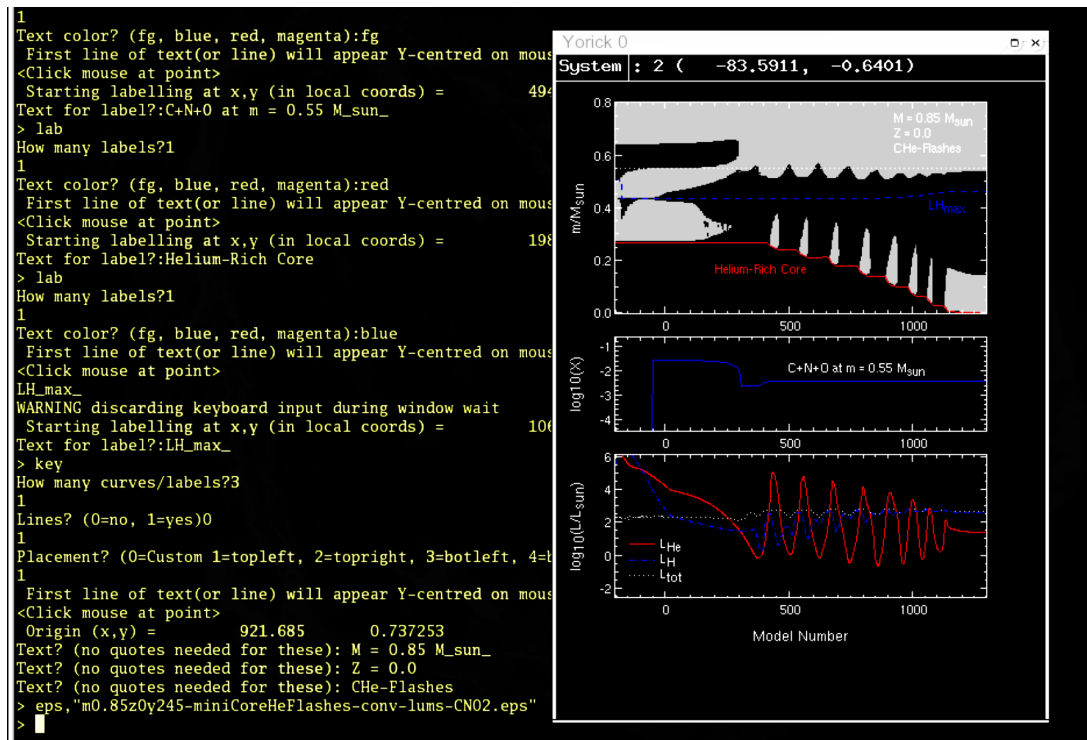 1
Text color? (fg, blue, red, magenta):fg
First line of text(or line) will appear Y-centred on mous
<Click mouse at point>
Starting labelling at x,y (in local coords) = 494
Text for label?:C+N+O at m = 0.55 M_sun_
> lab
How many labels?1
1
Text color? (fg, blue, red, magenta):red
First line of text(or line) will appear Y-centred on mous
<Click mouse at point>
Starting labelling at x,y (in local coords) = 198
Text for label?:Helium-Rich Core
> lab
How many labels?1
1
Text color? (fg, blue, red, magenta):blue
First line of text(or line) will appear Y-centred on mous
<Click mouse at point>
LH_max_
WARNING discarding keyboard input during window wait
Starting labelling at x,y (in local coords) = 106
Text for label?:LH_max_
> key
How many curves/labels?3
1
Lines? (0=no, 1=yes)0
1
Placement? (0=Custom 1=topleft, 2=topright, 3=botleft, 4=b
1
First line of text(or line) will appear Y-centred on mous
<Click mouse at point>
Origin (x,y) = 921.685 0.737253
Text? (no quotes needed for these): M = 0.85 M_sun_
Text? (no quotes needed for these): Z = 0.0
Text? (no quotes needed for these): CHe-Flashes
> eps,"m0.85z0y245-miniCoreHeFlashes-conv-lums-CNO2.eps"
>
Yorick 0
System : 2 ( -83.5911, -0.6401)
0.8
0.6
0.4
0.2
0.0
m/Msun
M = 0.85 Msun
Z = 0.0
CHe-Flashes
LHmax
Helium-Rich Core
0 500 1000
-1
-2
-3
-4
log10(X)
C+N+O at m = 0.55 Msun
0 500 1000
6
4
2
0
-2
log10(L/Lsun)
LHe
LH
Ltot
0 500 1000
Model Number